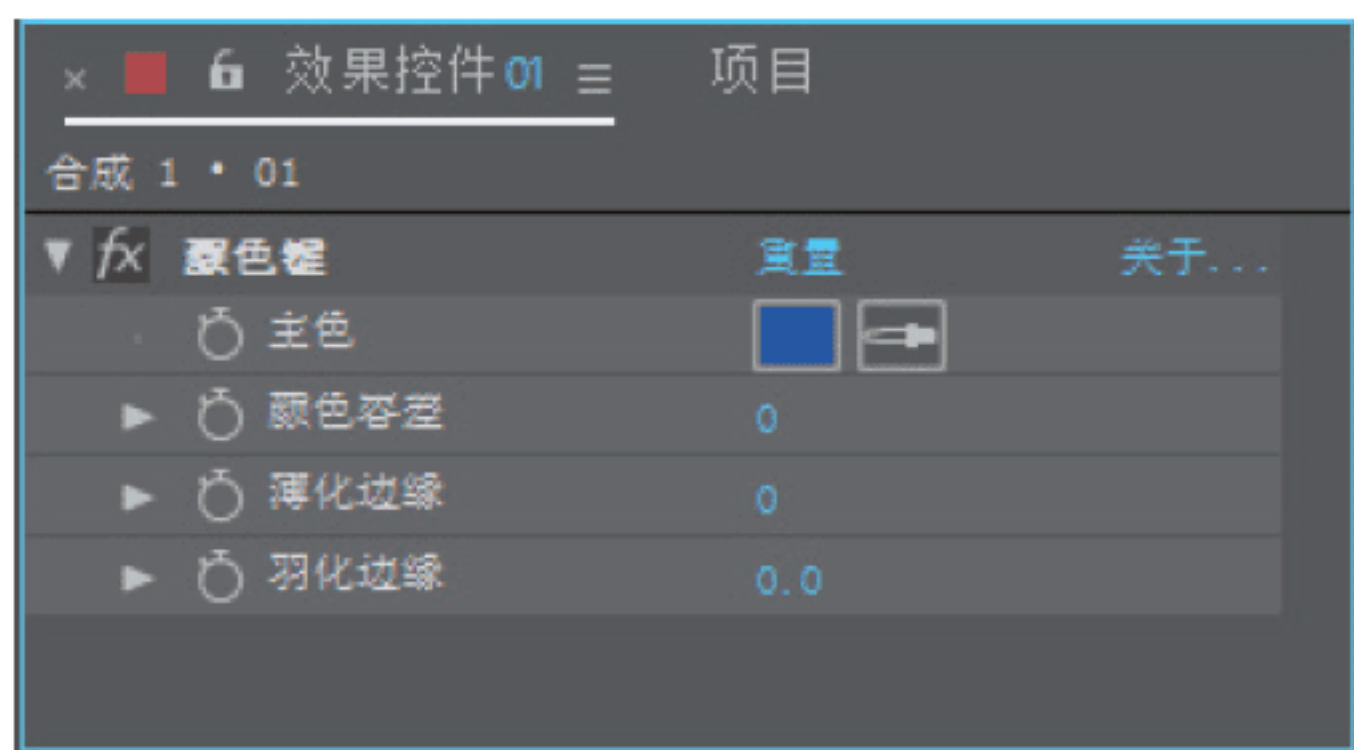 × 效果控件01 ≡ 项目
合成 1 • 01
fx 颜色键 重置 关于...
主色
颜色容差 0
薄化边缘 0
羽化边缘 0.0